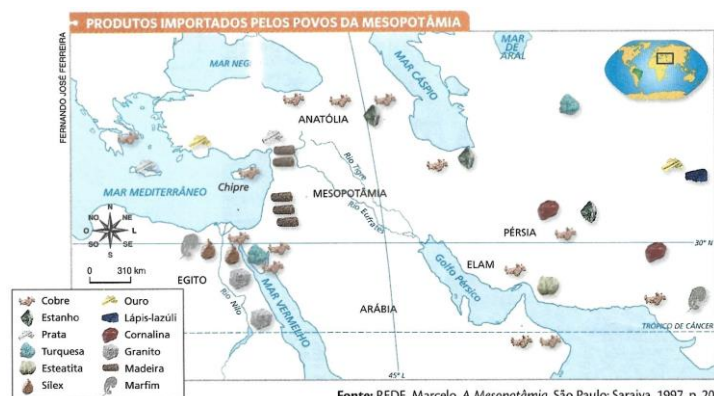 PRODUTOS IMPORTADOS PELOS POVOS DA MESOPOTÂMIA
FERNANDO JOSÉ FERREIRA
MAR NEG
MAR CÁSPIO
MAR DE ARAL
ANATÓLIA
Rio Tigre
Chipre
MAR MEDITERRÂNEO
MESOPOTÂMIA
Rio Eufrates
PÉRSIA
30° N
N
NO
NE
O
L
SO
SE
S
0 310 km
EGITO
Rio Nilo
MAR VERMELHO
ELAM
Golfo Pérsico
ARÁBIA
TRÓPICO DE CÂNCER
45° L
Cobre
Estanho
Prata
Turquesa
Esteatita
Sílex
Ouro
Lápis-lazúli
Cornalina
Granito
Madeira
Marfim
Fonte: REDE, Marcelo. A Mesopotâmia. São Paulo: Saraiva, 1997. p. 20